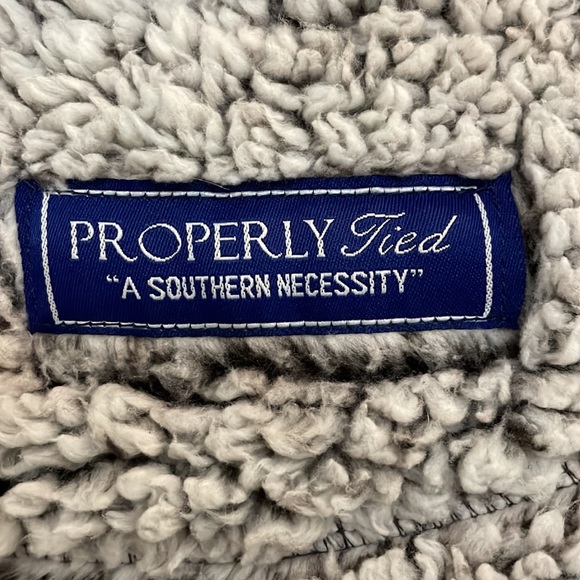 PROPERLY Tied
"A SOUTHERN NECESSITY"